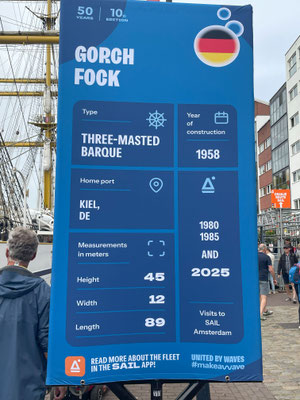 50
YEARS
10TH
EDITION
GORCH
FOCK
Type
THREE-MASTED
BARQUE
Year
of
construction
1958
Home port
KIEL,
DE
1980
1985
AND
2025
Visits to
SAIL
Amsterdam
Measurements
in meters
Height 45
Width 12
Length 89
READ MORE ABOUT THE FLEET
IN THE SAIL APP!
UNITED BY WAVES
#makeawave